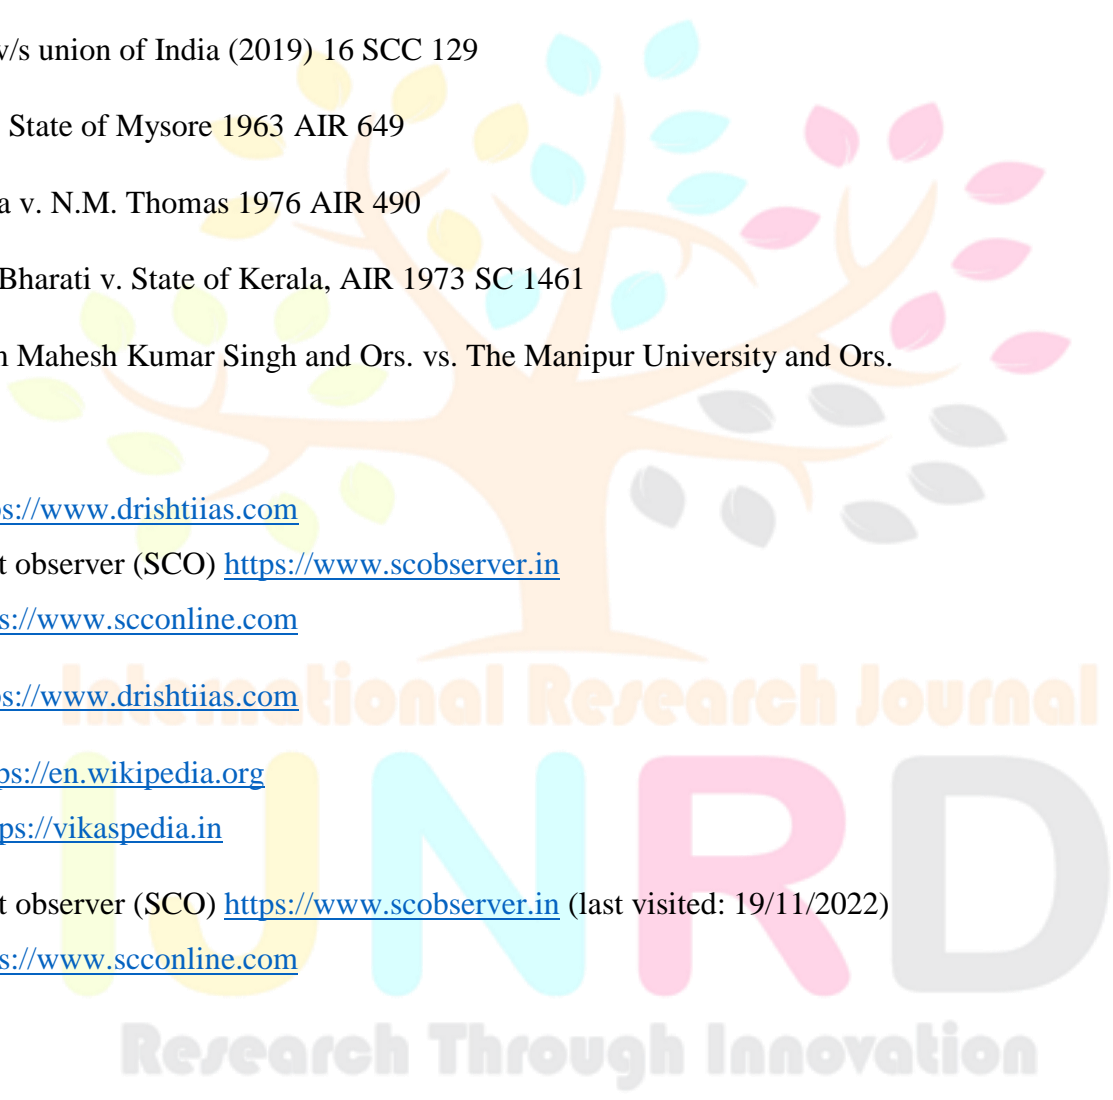 v/s union of India (2019) 16 SCC 129
State of Mysore 1963 AIR 649
a v. N.M. Thomas 1976 AIR 490
Bharati v. State of Kerala, AIR 1973 SC 1461
n Mahesh Kumar Singh and Ors. vs. The Manipur University and Ors.
ps://www.drishtiias.com
t observer (SCO) https://www.scobserver.in
s://www.scconline.com
International Research Journal
ps://www.drishtiias.com
ps://en.wikipedia.org
ps://vikaspedia.in
IJNRD
t observer (SCO) https://www.scobserver.in (last visited: 19/11/2022)
s://www.scconline.com
Research Through Innovation